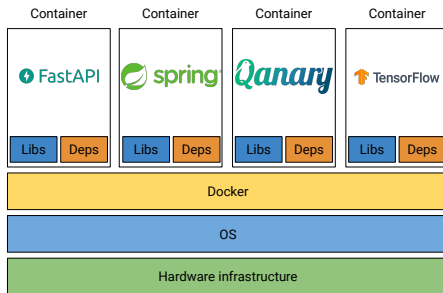 Container Container Container Container
FastAPI spring Qanary TensorFlow
Libs Deps Libs Deps Libs Deps Libs Deps
Docker
OS
Hardware infrastructure